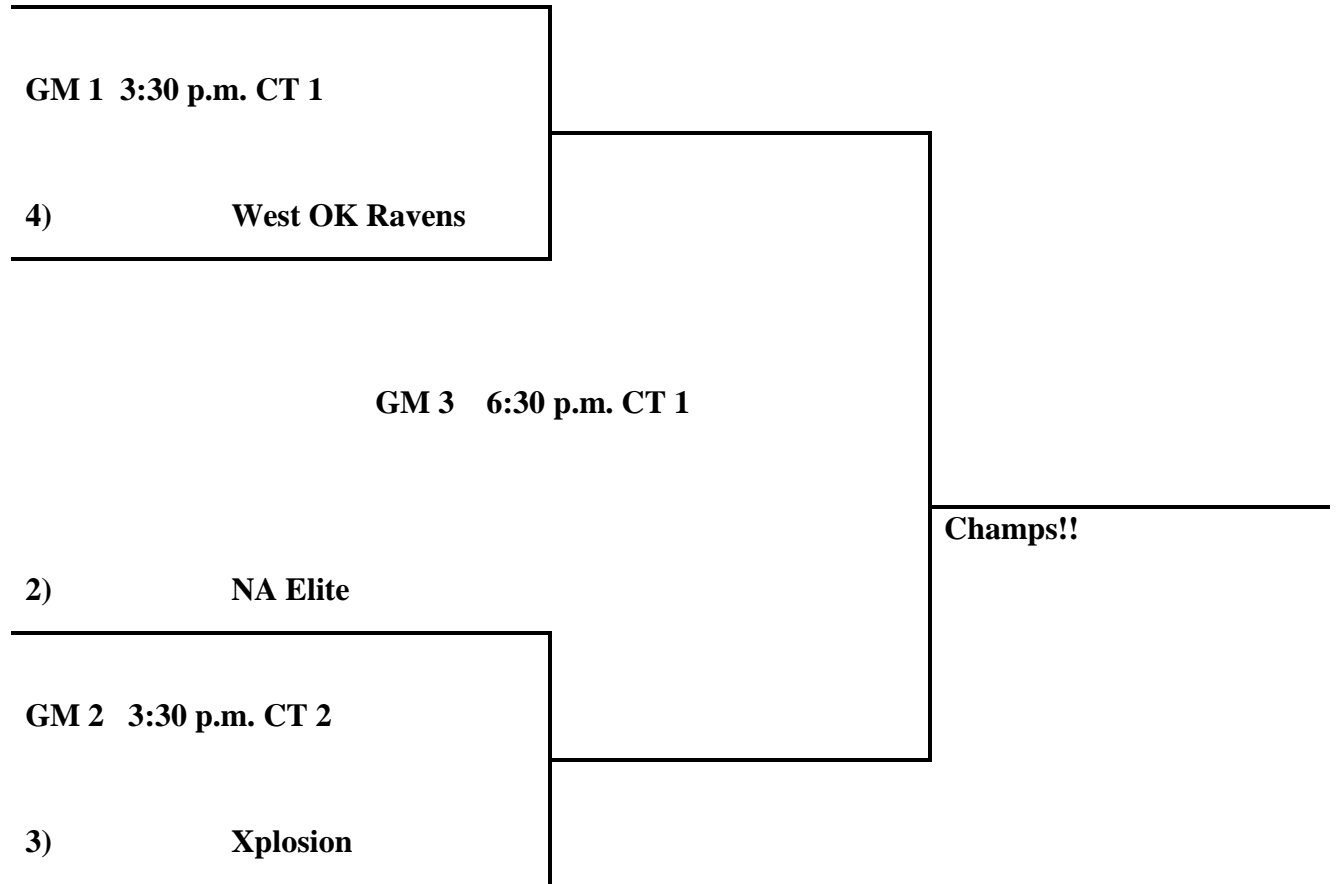 GM 1 3:30 p.m. CT 1
4) West OK Ravens
GM 3 6:30 p.m. CT 1
Champs!!
2) NA Elite
GM 2 3:30 p.m. CT 2
3) Xplosion